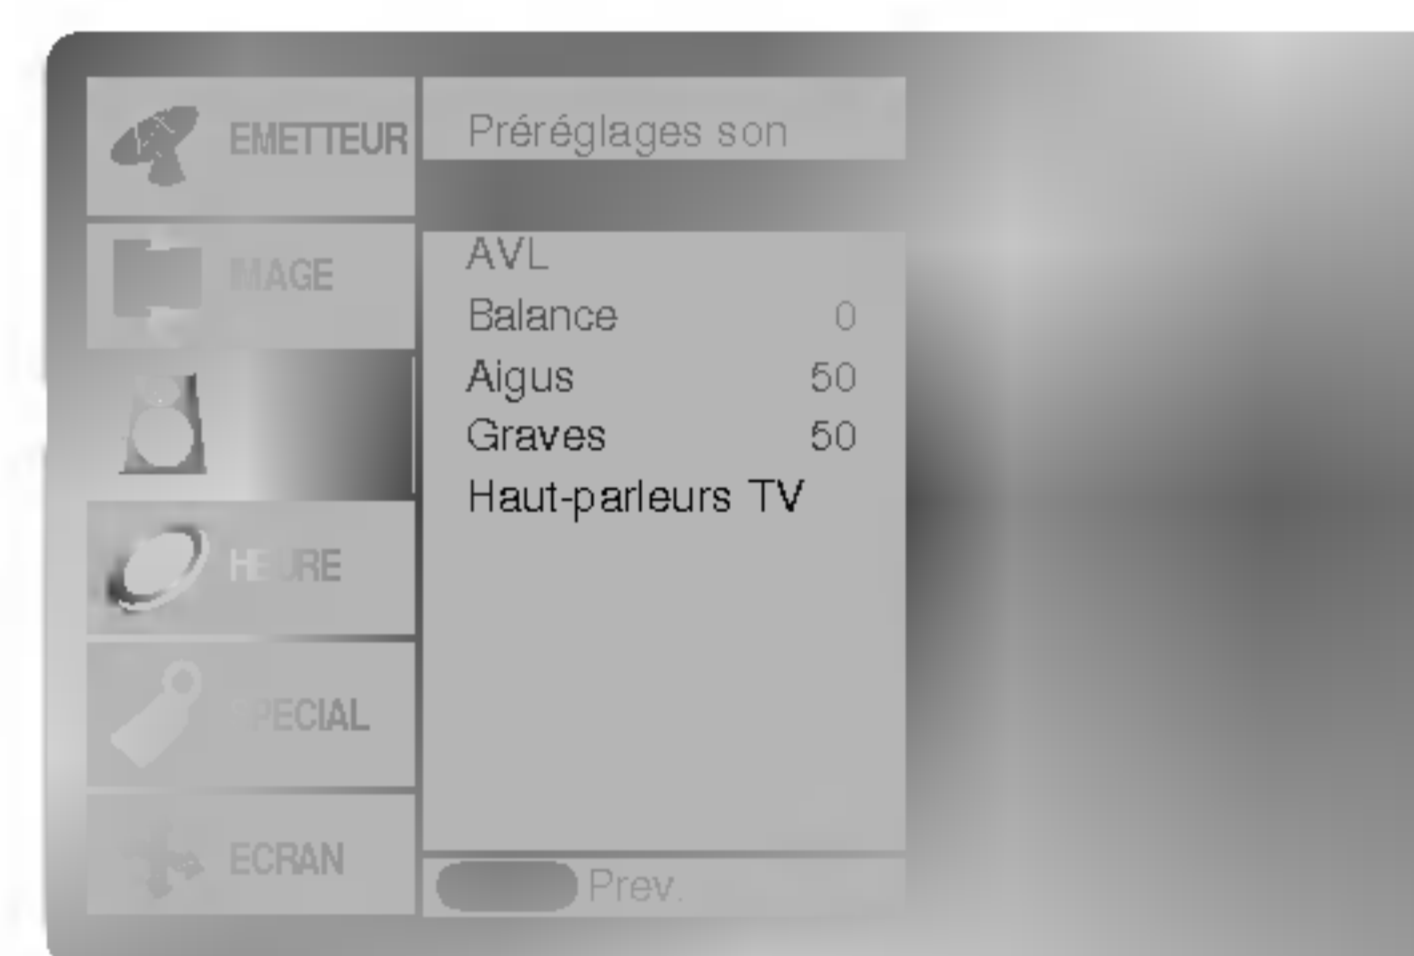 EMETTEUR
IMAGE
HEURE
SPECIAL
ECRAN
Préréglages son
AVL
Balance 0
Aigus 50
Graves 50
Haut-parleurs TV
Prev.